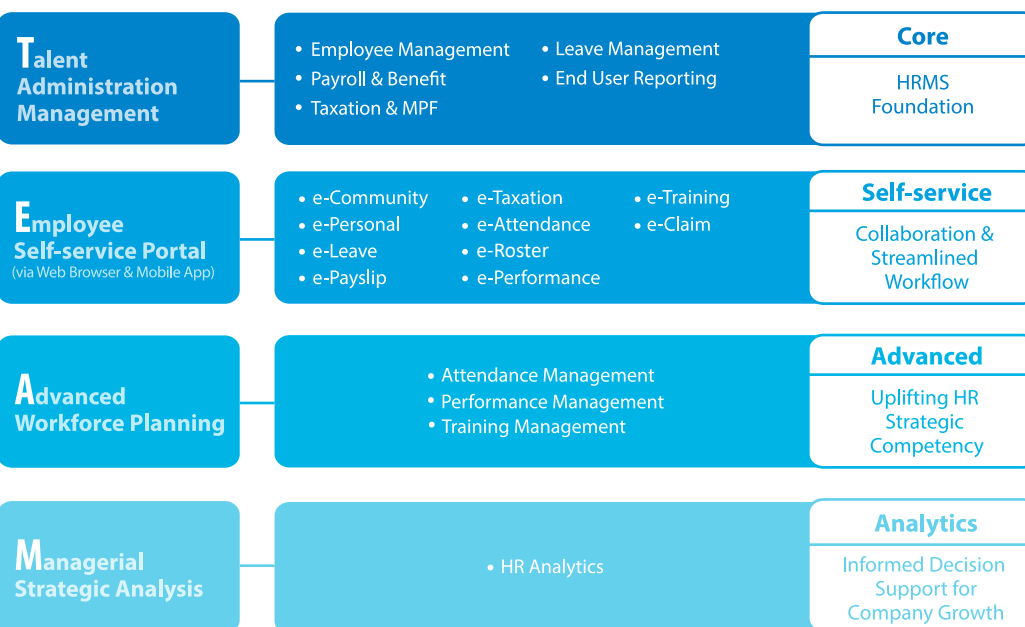 Talent
Administration
Management
• Employee Management
• Payroll & Benefit
• Taxation & MPF
• Leave Management
• End User Reporting
Core
HRMS
Foundation
Employee
Self-service Portal
(via Web Browser & Mobile App)
• e-Community
• e-Personal
• e-Leave
• e-Payslip
• e-Taxation
• e-Attendance
• e-Roster
• e-Performance
• e-Training
• e-Claim
Self-service
Collaboration &
Streamlined
Workflow
Advanced
Workforce Planning
• Attendance Management
• Performance Management
• Training Management
Advanced
Uplifting HR
Strategic
Competency
Managerial
Strategic Analysis
• HR Analytics
Analytics
Informed Decision
Support for
Company Growth